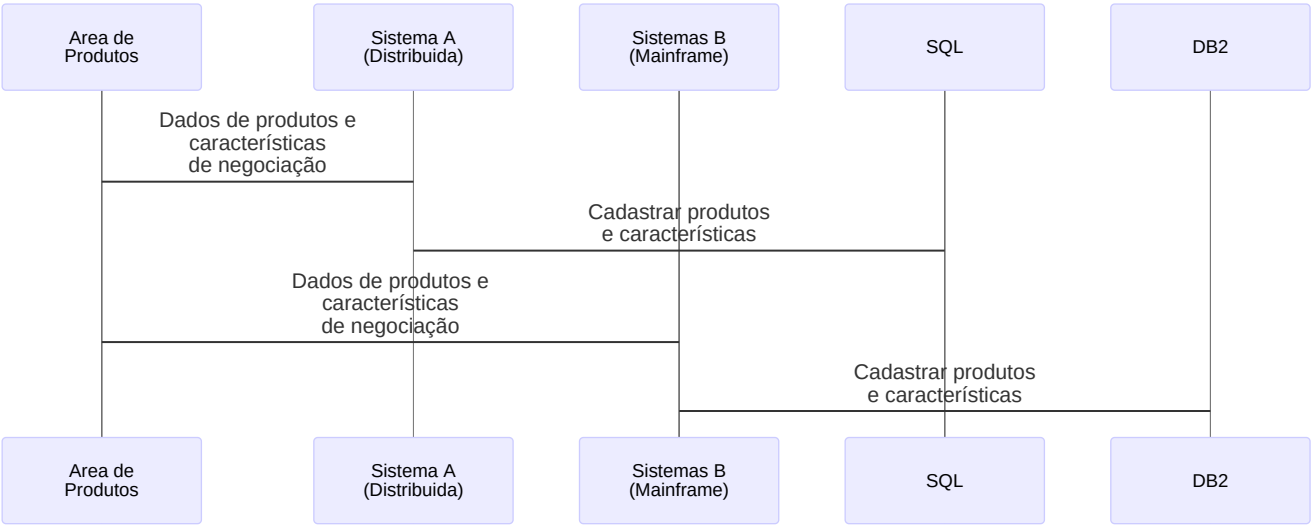 Area de
Produtos
Sistema A
(Distribuida)
Sistemas B
(Mainframe)
SQL
DB2
Dados de produtos e
características
de negociação
Cadastrar produtos
e características
Dados de produtos e
características
de negociação
Cadastrar produtos
e características
Area de
Produtos
Sistema A
(Distribuida)
Sistemas B
(Mainframe)
SQL
DB2